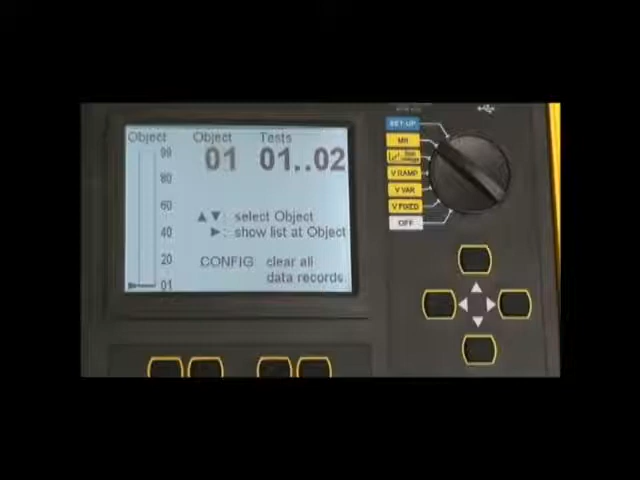 Object Object Tests
99 01 01..02
80
60
▲▼: select Object
40 ►: show list at Object
20 CONFIG: clear all
data records.
01
SET-UP
MR
V RAMP
V VAR
V FIXED
OFF